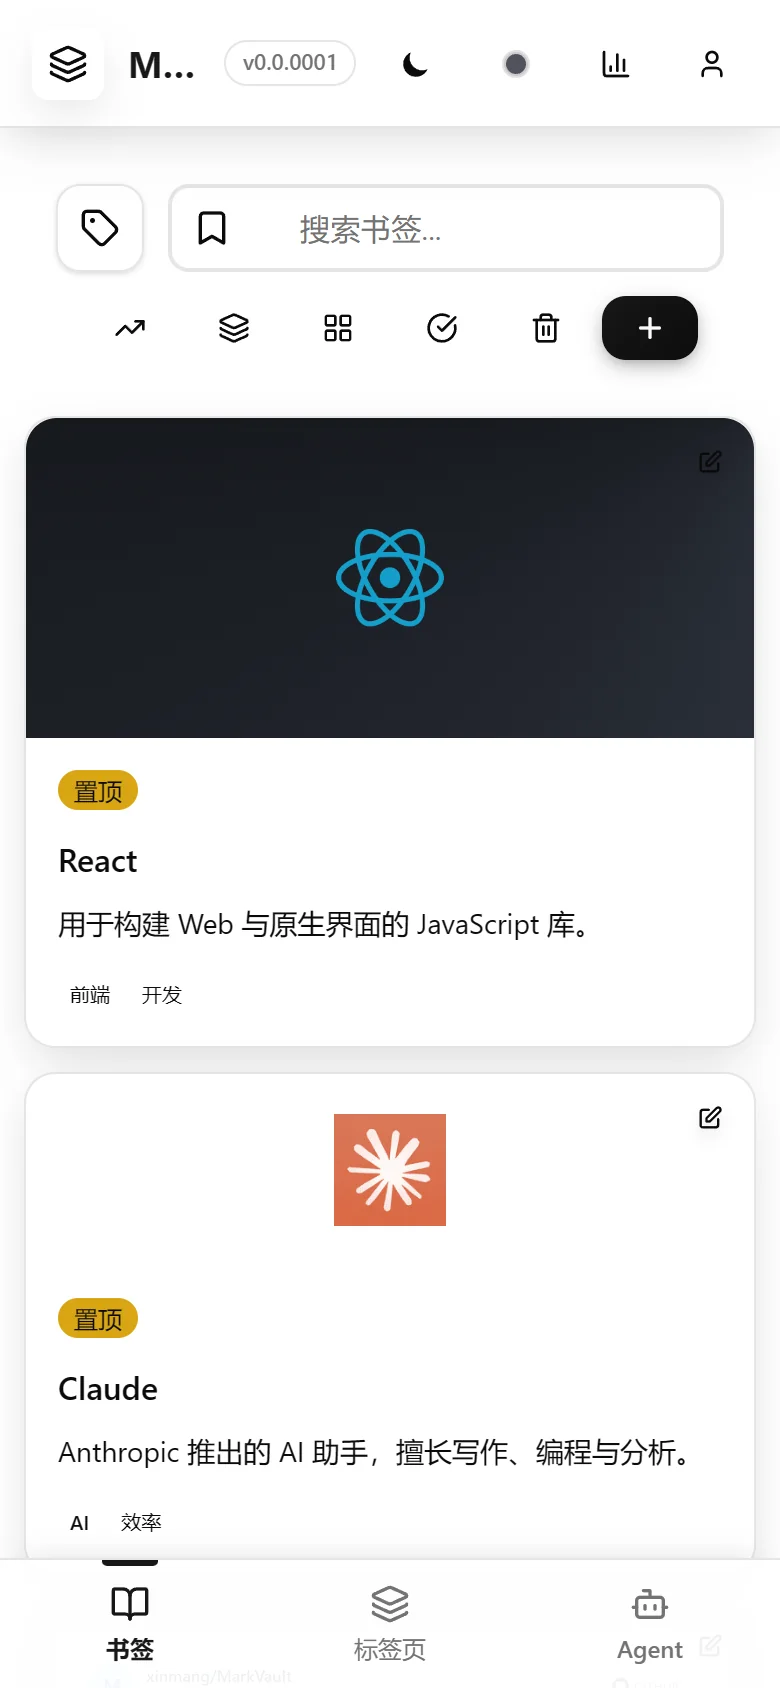 M...
v0.0.0001
搜索书签...
置顶
React
用于构建 Web 与原生界面的 JavaScript 库。
前端 开发
置顶
Claude
Anthropic 推出的 AI 助手，擅长写作、编程与分析。
AI 效率
书签 标签页 Agent
xinmang/MarkVault